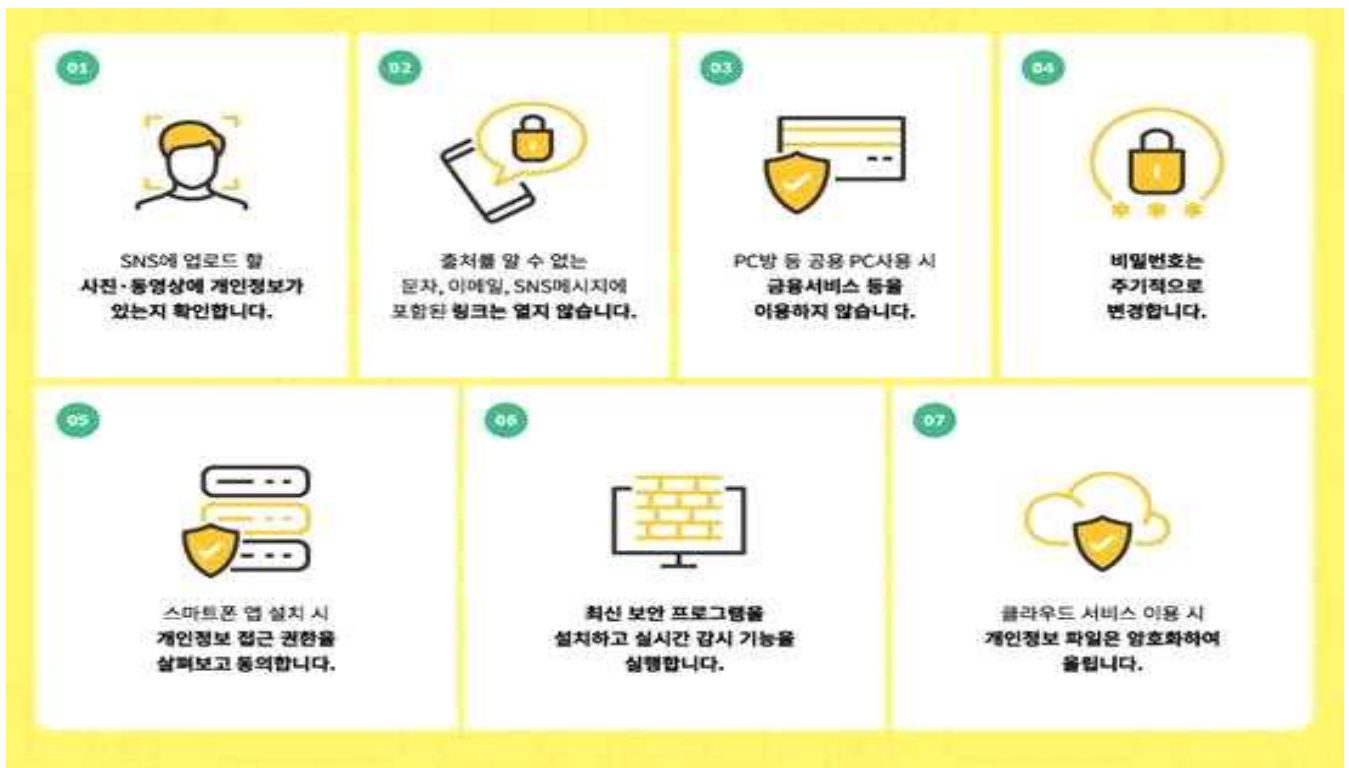 01
SNS에 업로드 할
사진·동영상에 개인정보가
있는지 확인합니다.
02
출처를 알 수 없는
문자, 이메일, SNS메시지에
포함된 링크는 열지 않습니다.
03
PC방 등 공용 PC사용 시
금융서비스 등을
이용하지 않습니다.
04
비밀번호는
주기적으로
변경합니다.
05
스마트폰 앱 설치 시
개인정보 접근 권한을
살펴보고 동의합니다.
06
최신 보안 프로그램을
설치하고 실시간 감시 기능을
실행합니다.
07
클라우드 서비스 이용 시
개인정보 파일은 암호화하여
올립니다.